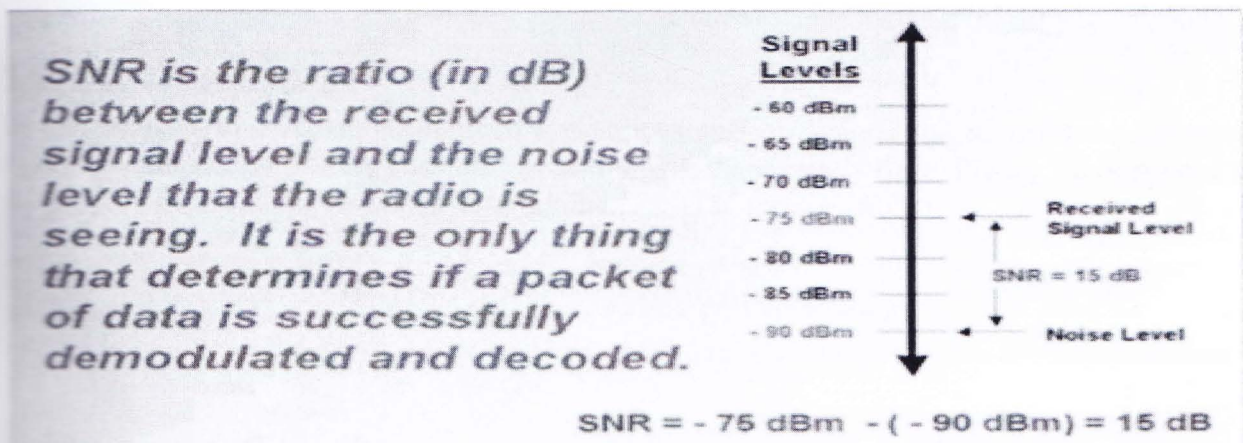 SNR is the ratio (in dB)
between the received
signal level and the noise
level that the radio is
seeing. It is the only thing
that determines if a packet
of data is successfully
demodulated and decoded.
Signal
Levels
- 60 dBm
- 65 dBm
- 70 dBm
- 75 dBm
- 80 dBm
- 85 dBm
- 90 dBm
Received
Signal Level
SNR = 15 dB
Noise Level
SNR = - 75 dBm - ( - 90 dBm) = 15 dB